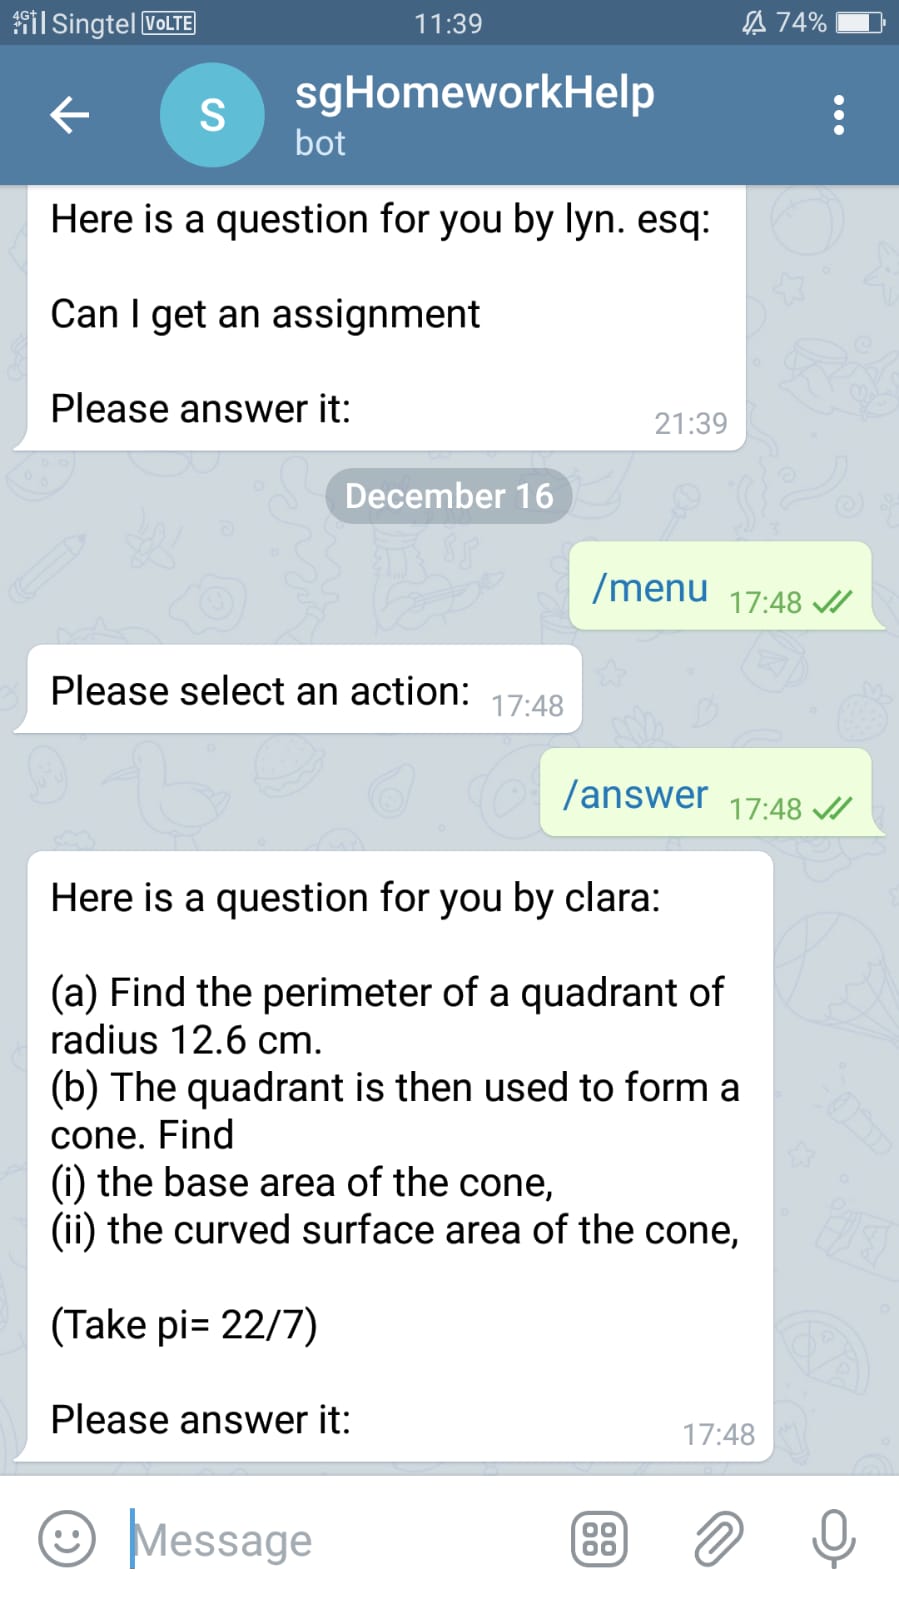 4G+ Singtel VoLTE 11:39 74%
S sgHomeworkHelp
bot
Here is a question for you by lyn. esq:
Can I get an assignment
Please answer it:
21:39
December 16
/menu 17:48
Please select an action: 17:48
/answer 17:48
Here is a question for you by clara:
(a) Find the perimeter of a quadrant of
radius 12.6 cm.
(b) The quadrant is then used to form a
cone. Find
(i) the base area of the cone,
(ii) the curved surface area of the cone,
(Take pi= 22/7)
Please answer it:
17:48
Message